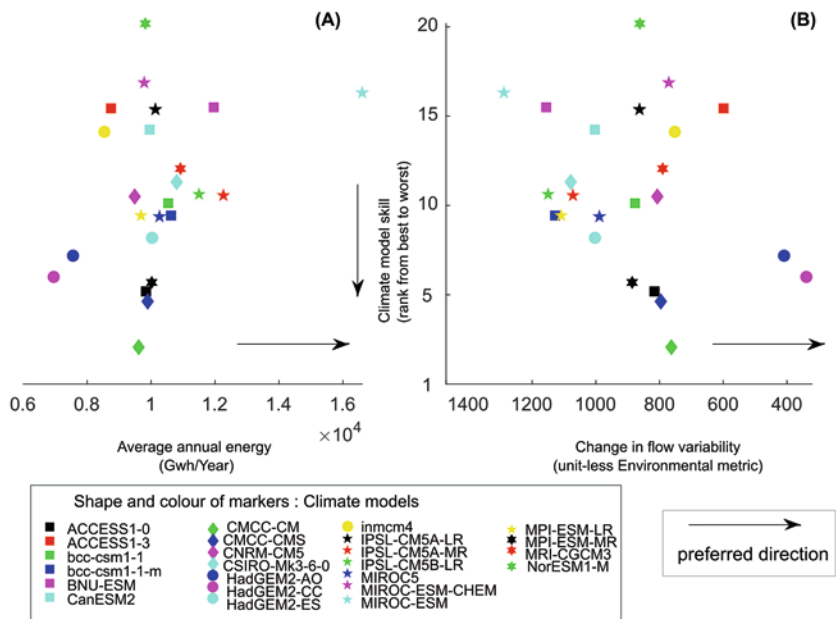 (A)
(B)
20
15
10
5
1
Climate model skill
(rank from best to worst)
0.6
0.8
1
1.2
1.4
1.6
× 10⁴
1400
1200
1000
800
600
400
Average annual energy
(Gwh/Year)
Change in flow variability
(unit-less Environmental metric)
Shape and colour of markers : Climate models
ACCESS1-0
ACCESS1-3
bcc-csm1-1
bcc-csm1-1-m
BNU-ESM
CanESM2
CMCC-CM
CMCC-CMS
CNRM-CM5
CSIRO-Mk3-6-0
HadGEM2-AO
HadGEM2-CC
HadGEM2-ES
inmcm4
IPSL-CM5A-LR
IPSL-CM5A-MR
IPSL-CM5B-LR
MIROC5
MIROC-ESM-CHEM
MIROC-ESM
MPI-ESM-LR
MPI-ESM-MR
MRI-CGCM3
NorESM1-M
preferred direction